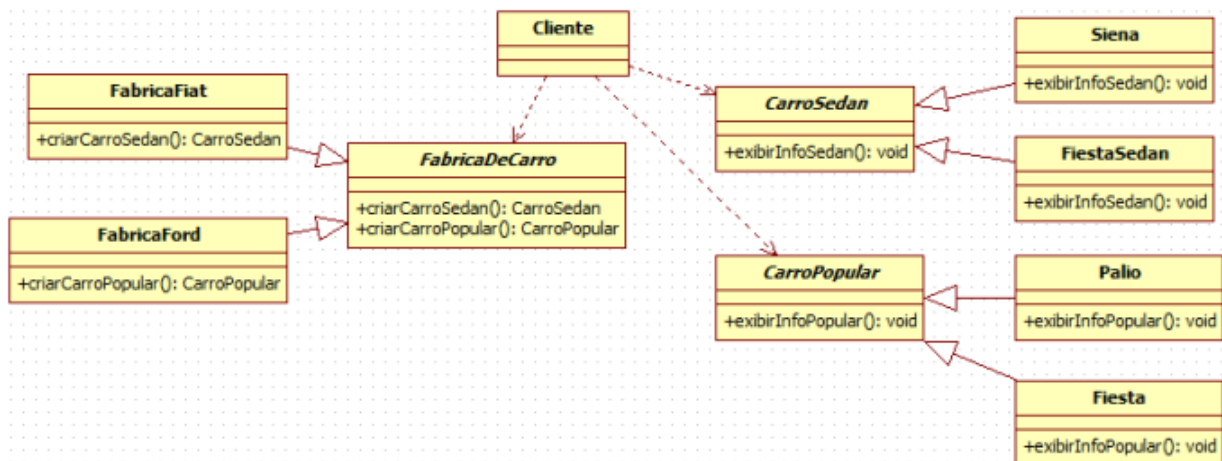 Cliente
FabricaFiat
+criarCarroSedan(): CarroSedan
FabricaFord
+criarCarroPopular(): CarroPopular
FabricaDeCarro
+criarCarroSedan(): CarroSedan
+criarCarroPopular(): CarroPopular
CarroSedan
+exibirInfoSedan(): void
CarroPopular
+exibirInfoPopular(): void
Siena
+exibirInfoSedan(): void
FiestaSedan
+exibirInfoSedan(): void
Palio
+exibirInfoPopular(): void
Fiesta
+exibirInfoPopular(): void